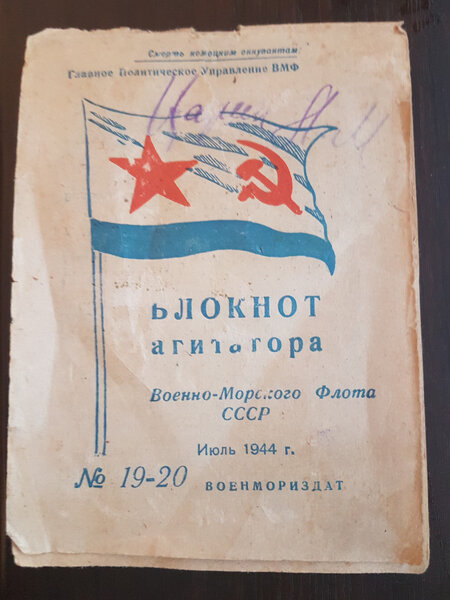 Смерть немецким оккупантам
Главное Политическое Управление ВМФ
БЛОКНОТ
агитатора
Военно-Морского Флота
СССР
Июль 1944 г.
№ 19-20 ВОЕНМОРИЗДАТ